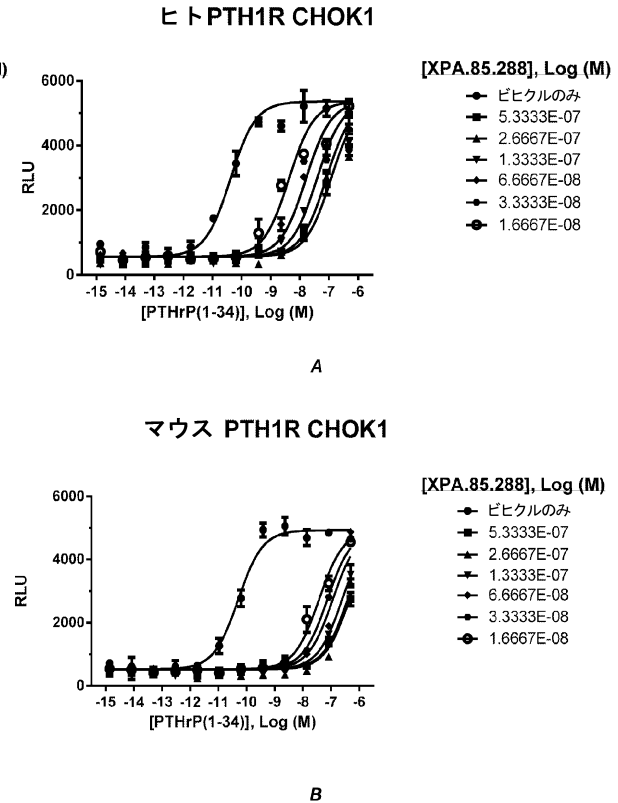 ヒトPTH1R CHOK1
)
[XPA.85.288], Log (M)
ビヒクルのみ
5.3333E-07
2.6667E-07
1.3333E-07
6.6667E-08
3.3333E-08
1.6667E-08
RLU
6000
4000
2000
0
-15 -14 -13 -12 -11 -10 -9 -8 -7 -6
[PTHrP(1-34)], Log (M)
A
マウス PTH1R CHOK1
[XPA.85.288], Log (M)
ビヒクルのみ
5.3333E-07
2.6667E-07
1.3333E-07
6.6667E-08
3.3333E-08
1.6667E-08
RLU
6000
4000
2000
0
-15 -14 -13 -12 -11 -10 -9 -8 -7 -6
[PTHrP(1-34)], Log (M)
B